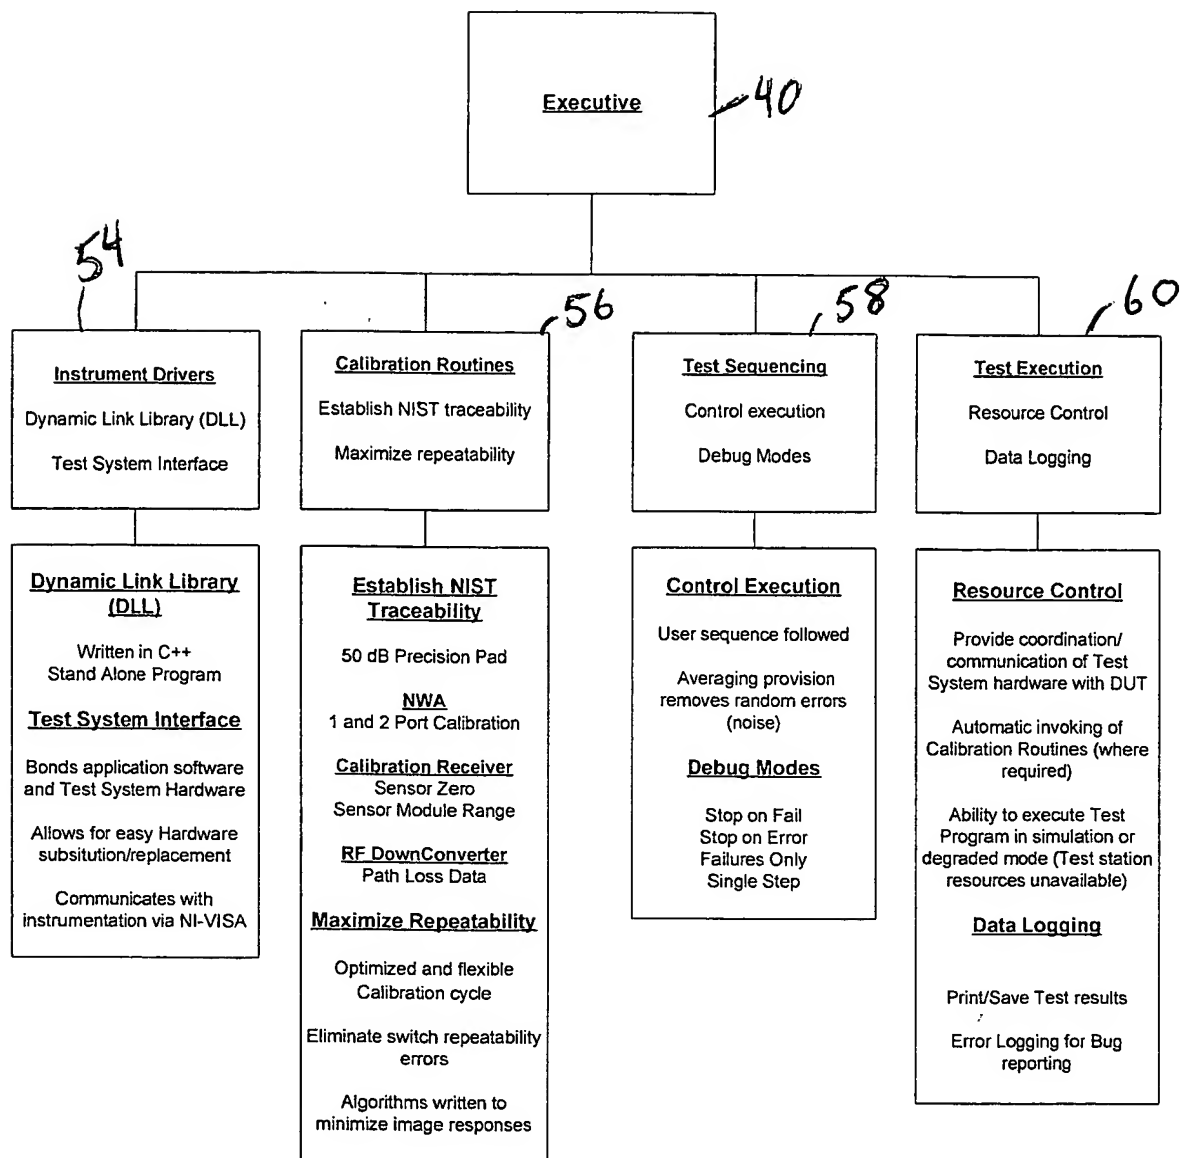 Executive
40
54
56
58
60
Instrument Drivers
Dynamic Link Library (DLL)
Test System Interface
Calibration Routines
Establish NIST traceability
Maximize repeatability
Test Sequencing
Control execution
Debug Modes
Test Execution
Resource Control
Data Logging
Dynamic Link Library
(DLL)
Written in C++
Stand Alone Program
Test System Interface
Bonds application software
and Test System Hardware
Allows for easy Hardware
subsitution/replacement
Communicates with
instrumentation via NI-VISA
Establish NIST
Traceability
50 dB Precision Pad
NWA
1 and 2 Port Calibration
Calibration Receiver
Sensor Zero
Sensor Module Range
RF DownConverter
Path Loss Data
Maximize Repeatability
Optimized and flexible
Calibration cycle
Eliminate switch repeatability
errors
Algorithms written to
minimize image responses
Control Execution
User sequence followed
Averaging provision
removes random errors
(noise)
Debug Modes
Stop on Fail
Stop on Error
Failures Only
Single Step
Resource Control
Provide coordination/
communication of Test
System hardware with DUT
Automatic invoking of
Calibration Routines (where
required)
Ability to execute Test
Program in simulation or
degraded mode (Test station
resources unavailable)
Data Logging
Print/Save Test results
Error Logging for Bug
reporting